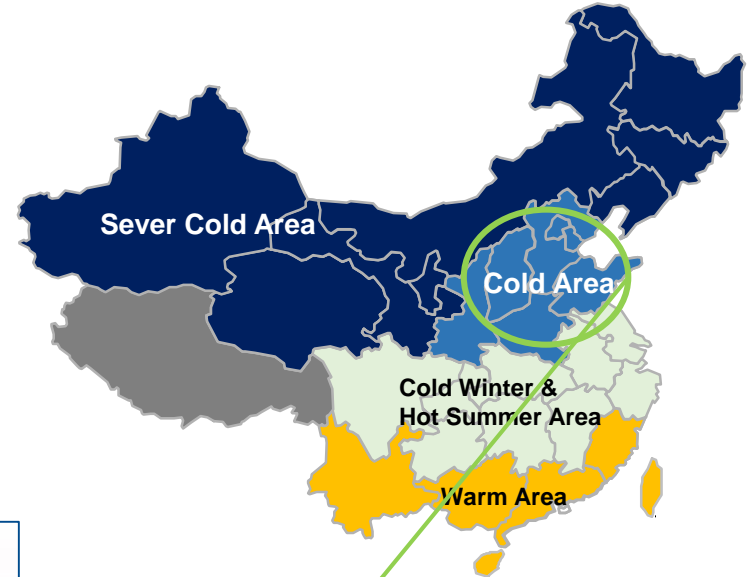 Sever Cold Area
Cold Area
Cold Winter &
Hot Summer Area
Warm Area